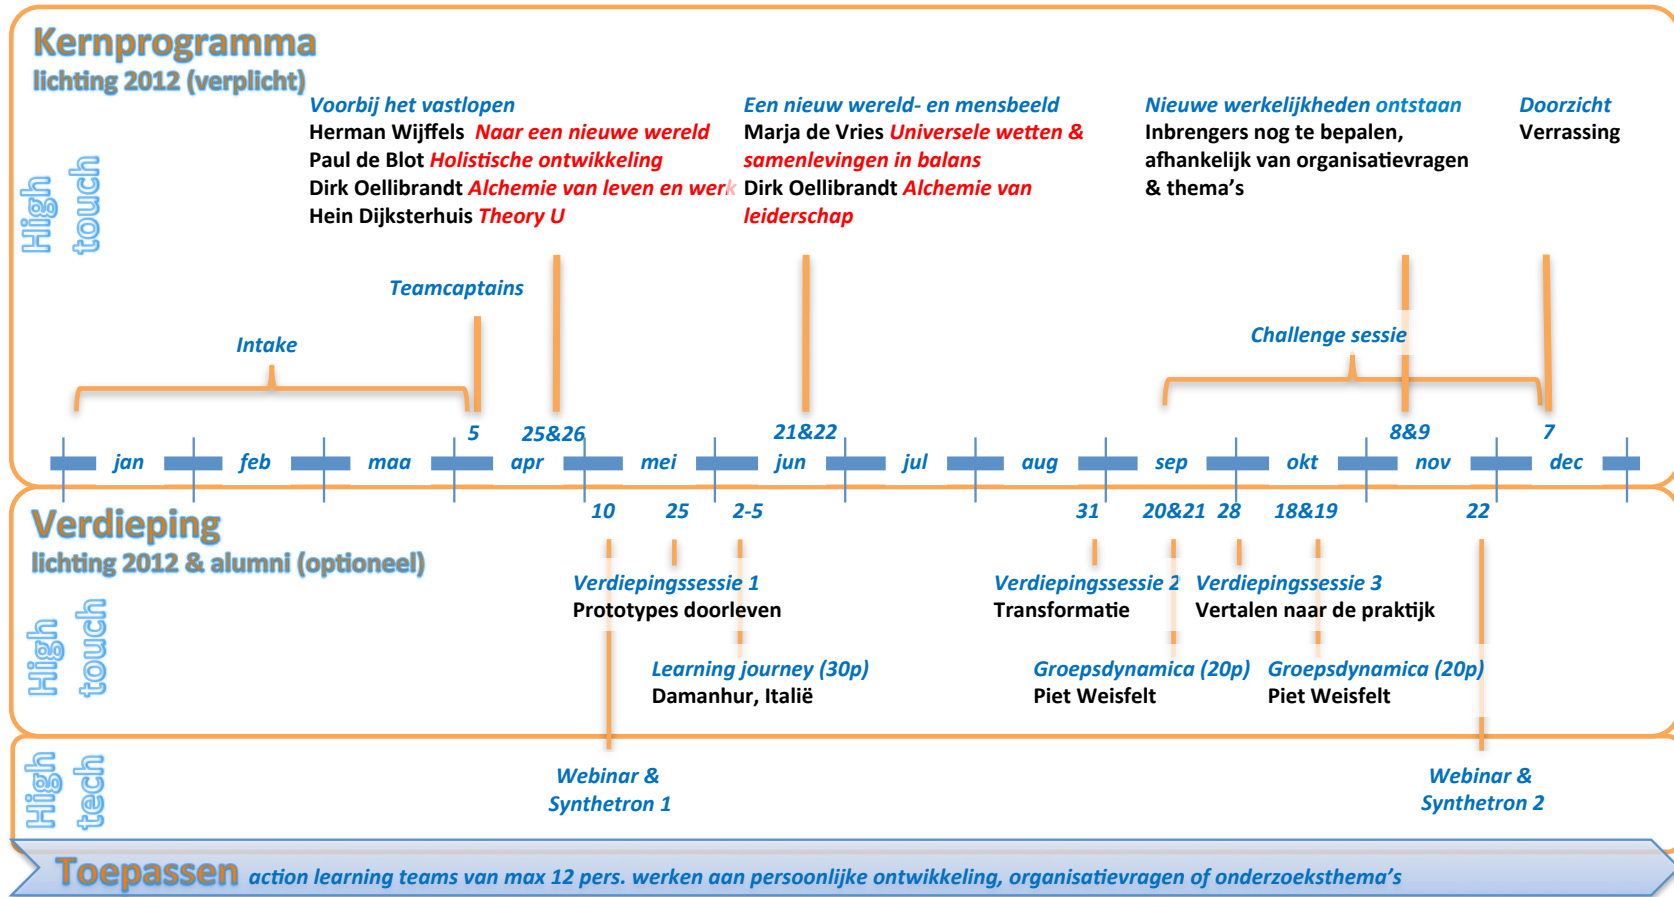 Kernprogramma
lichting 2012 (verplicht)
High
touch
Voorbij het vastlopen
Herman Wijffels Naar een nieuwe wereld
Paul de Blot Holistische ontwikkeling
Dirk Oellibrandt Alchemie van leven en werk
Hein Dijksterhuis Theory U
Een nieuw wereld- en mensbeeld
Marja de Vries Universele wetten &
samenlevingen in balans
Dirk Oellibrandt Alchemie van
leiderschap
Nieuwe werkelijkheden ontstaan
Inbrengers nog te bepalen,
afhankelijk van organisatievragen
& thema's
Doorzicht
Verrassing
Teamcaptains
Intake
Challenge sessie
5 25&26 21&22 8&9 7
jan feb maa apr mei jun jul aug sep okt nov dec
Verdieping
lichting 2012 & alumni (optioneel)
High
touch
10 25 2-5 31 20&21 28 18&19 22
Verdiepingssessie 1
Prototypes doorleven
Verdiepingssessie 2
Transformatie
Verdiepingssessie 3
Vertalen naar de praktijk
Learning journey (30p)
Damanhur, Italië
Groepsdynamica (20p)
Piet Weisfelt
Groepsdynamica (20p)
Piet Weisfelt
High
tech
Webinar &
Synthetron 1
Webinar &
Synthetron 2
Toepassen action learning teams van max 12 pers. werken aan persoonlijke ontwikkeling, organisatievragen of onderzoeksthema's